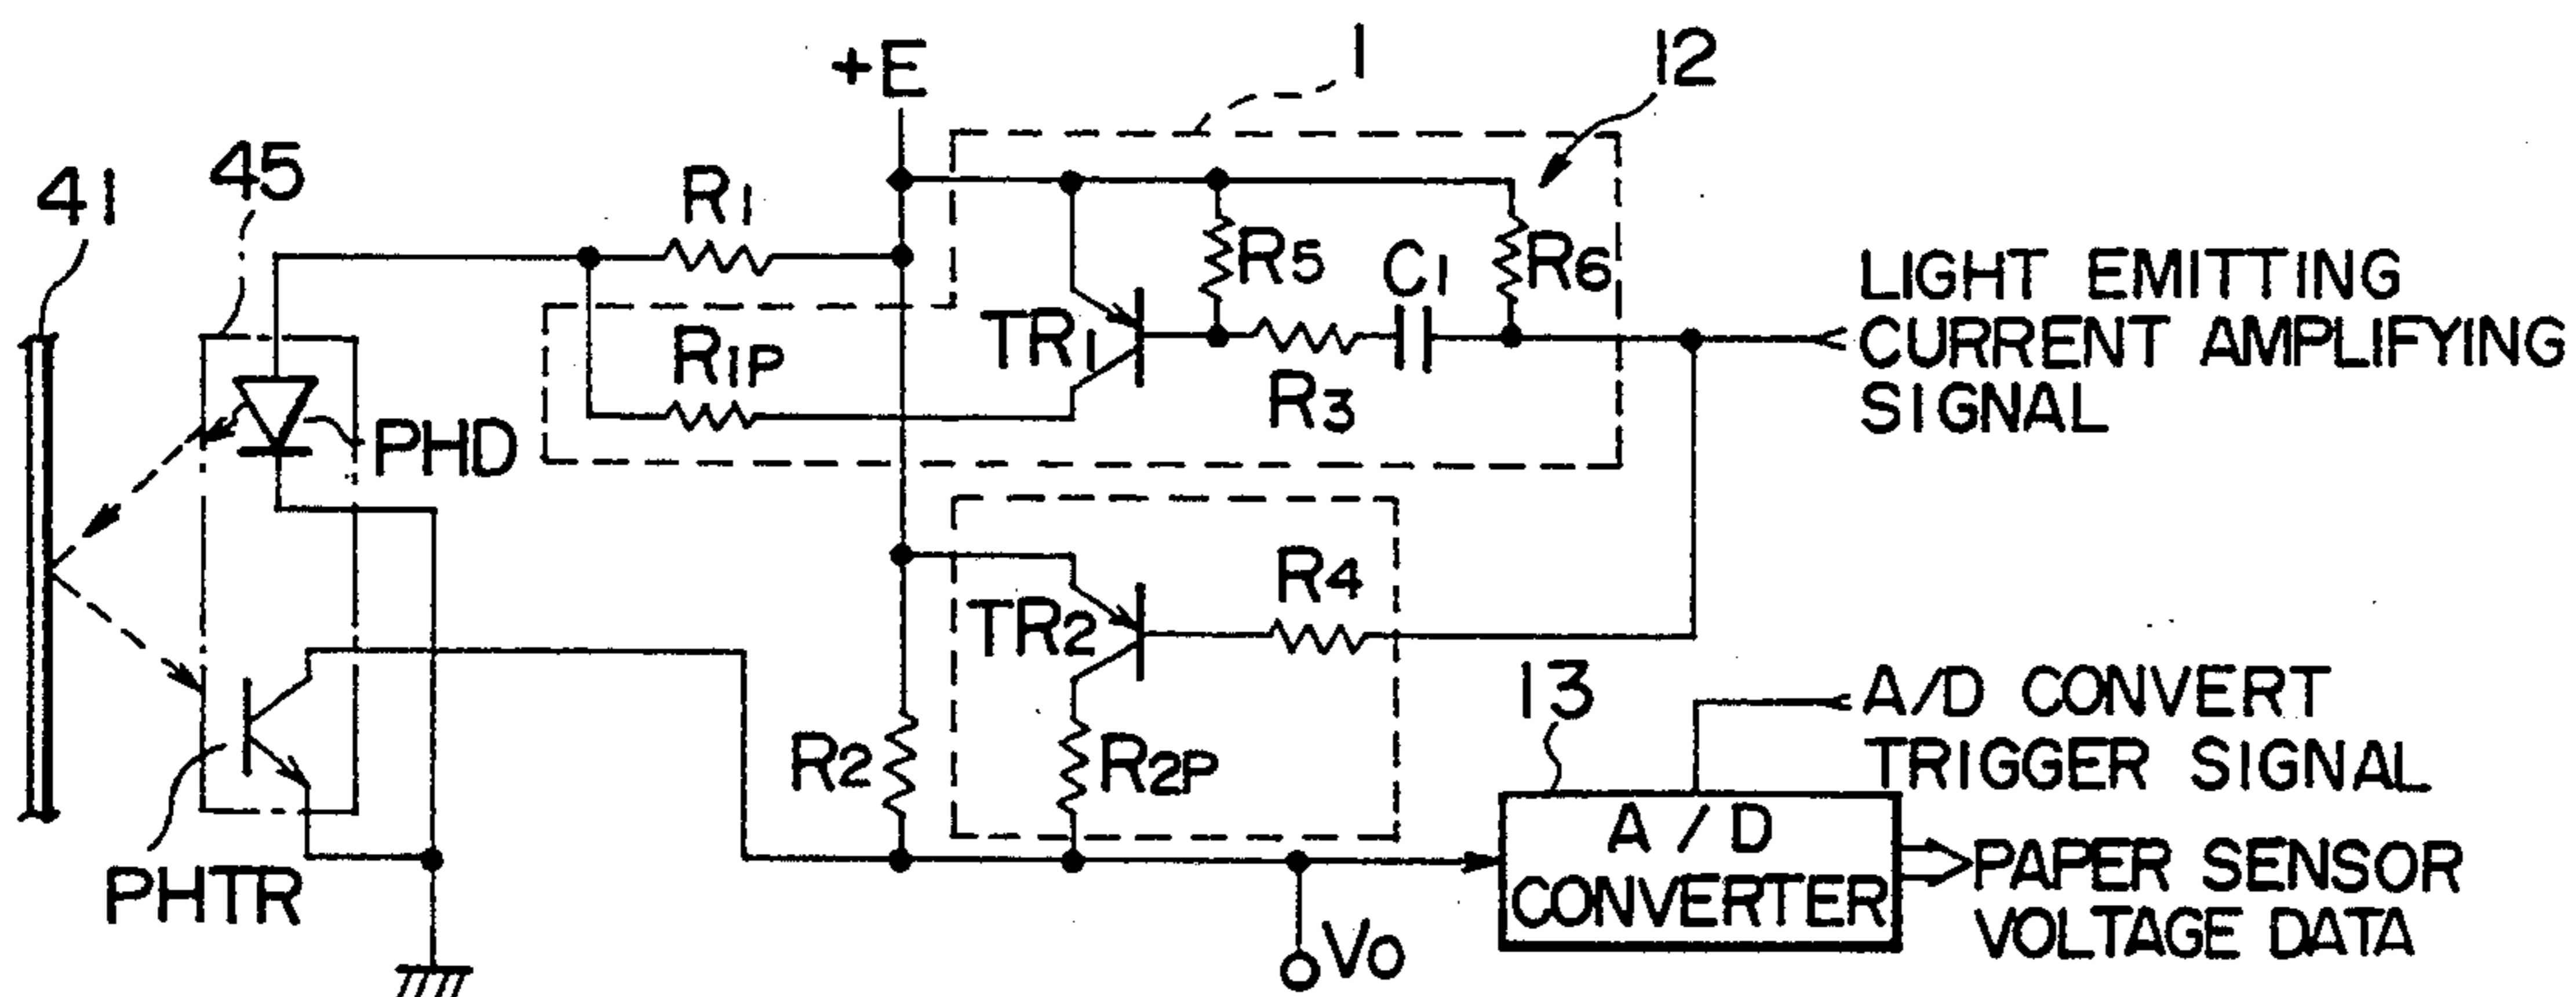 +E
1
12
41
45
R1
R5
C1
R6
LIGHT EMITTING
CURRENT AMPLIFYING
SIGNAL
TR1
R1P
R3
PHD
R4
TR2
13
A/D CONVERT
TRIGGER SIGNAL
R2
R2P
PHTR
A/D
CONVERTER
PAPER SENSOR
VOLTAGE DATA
Vo